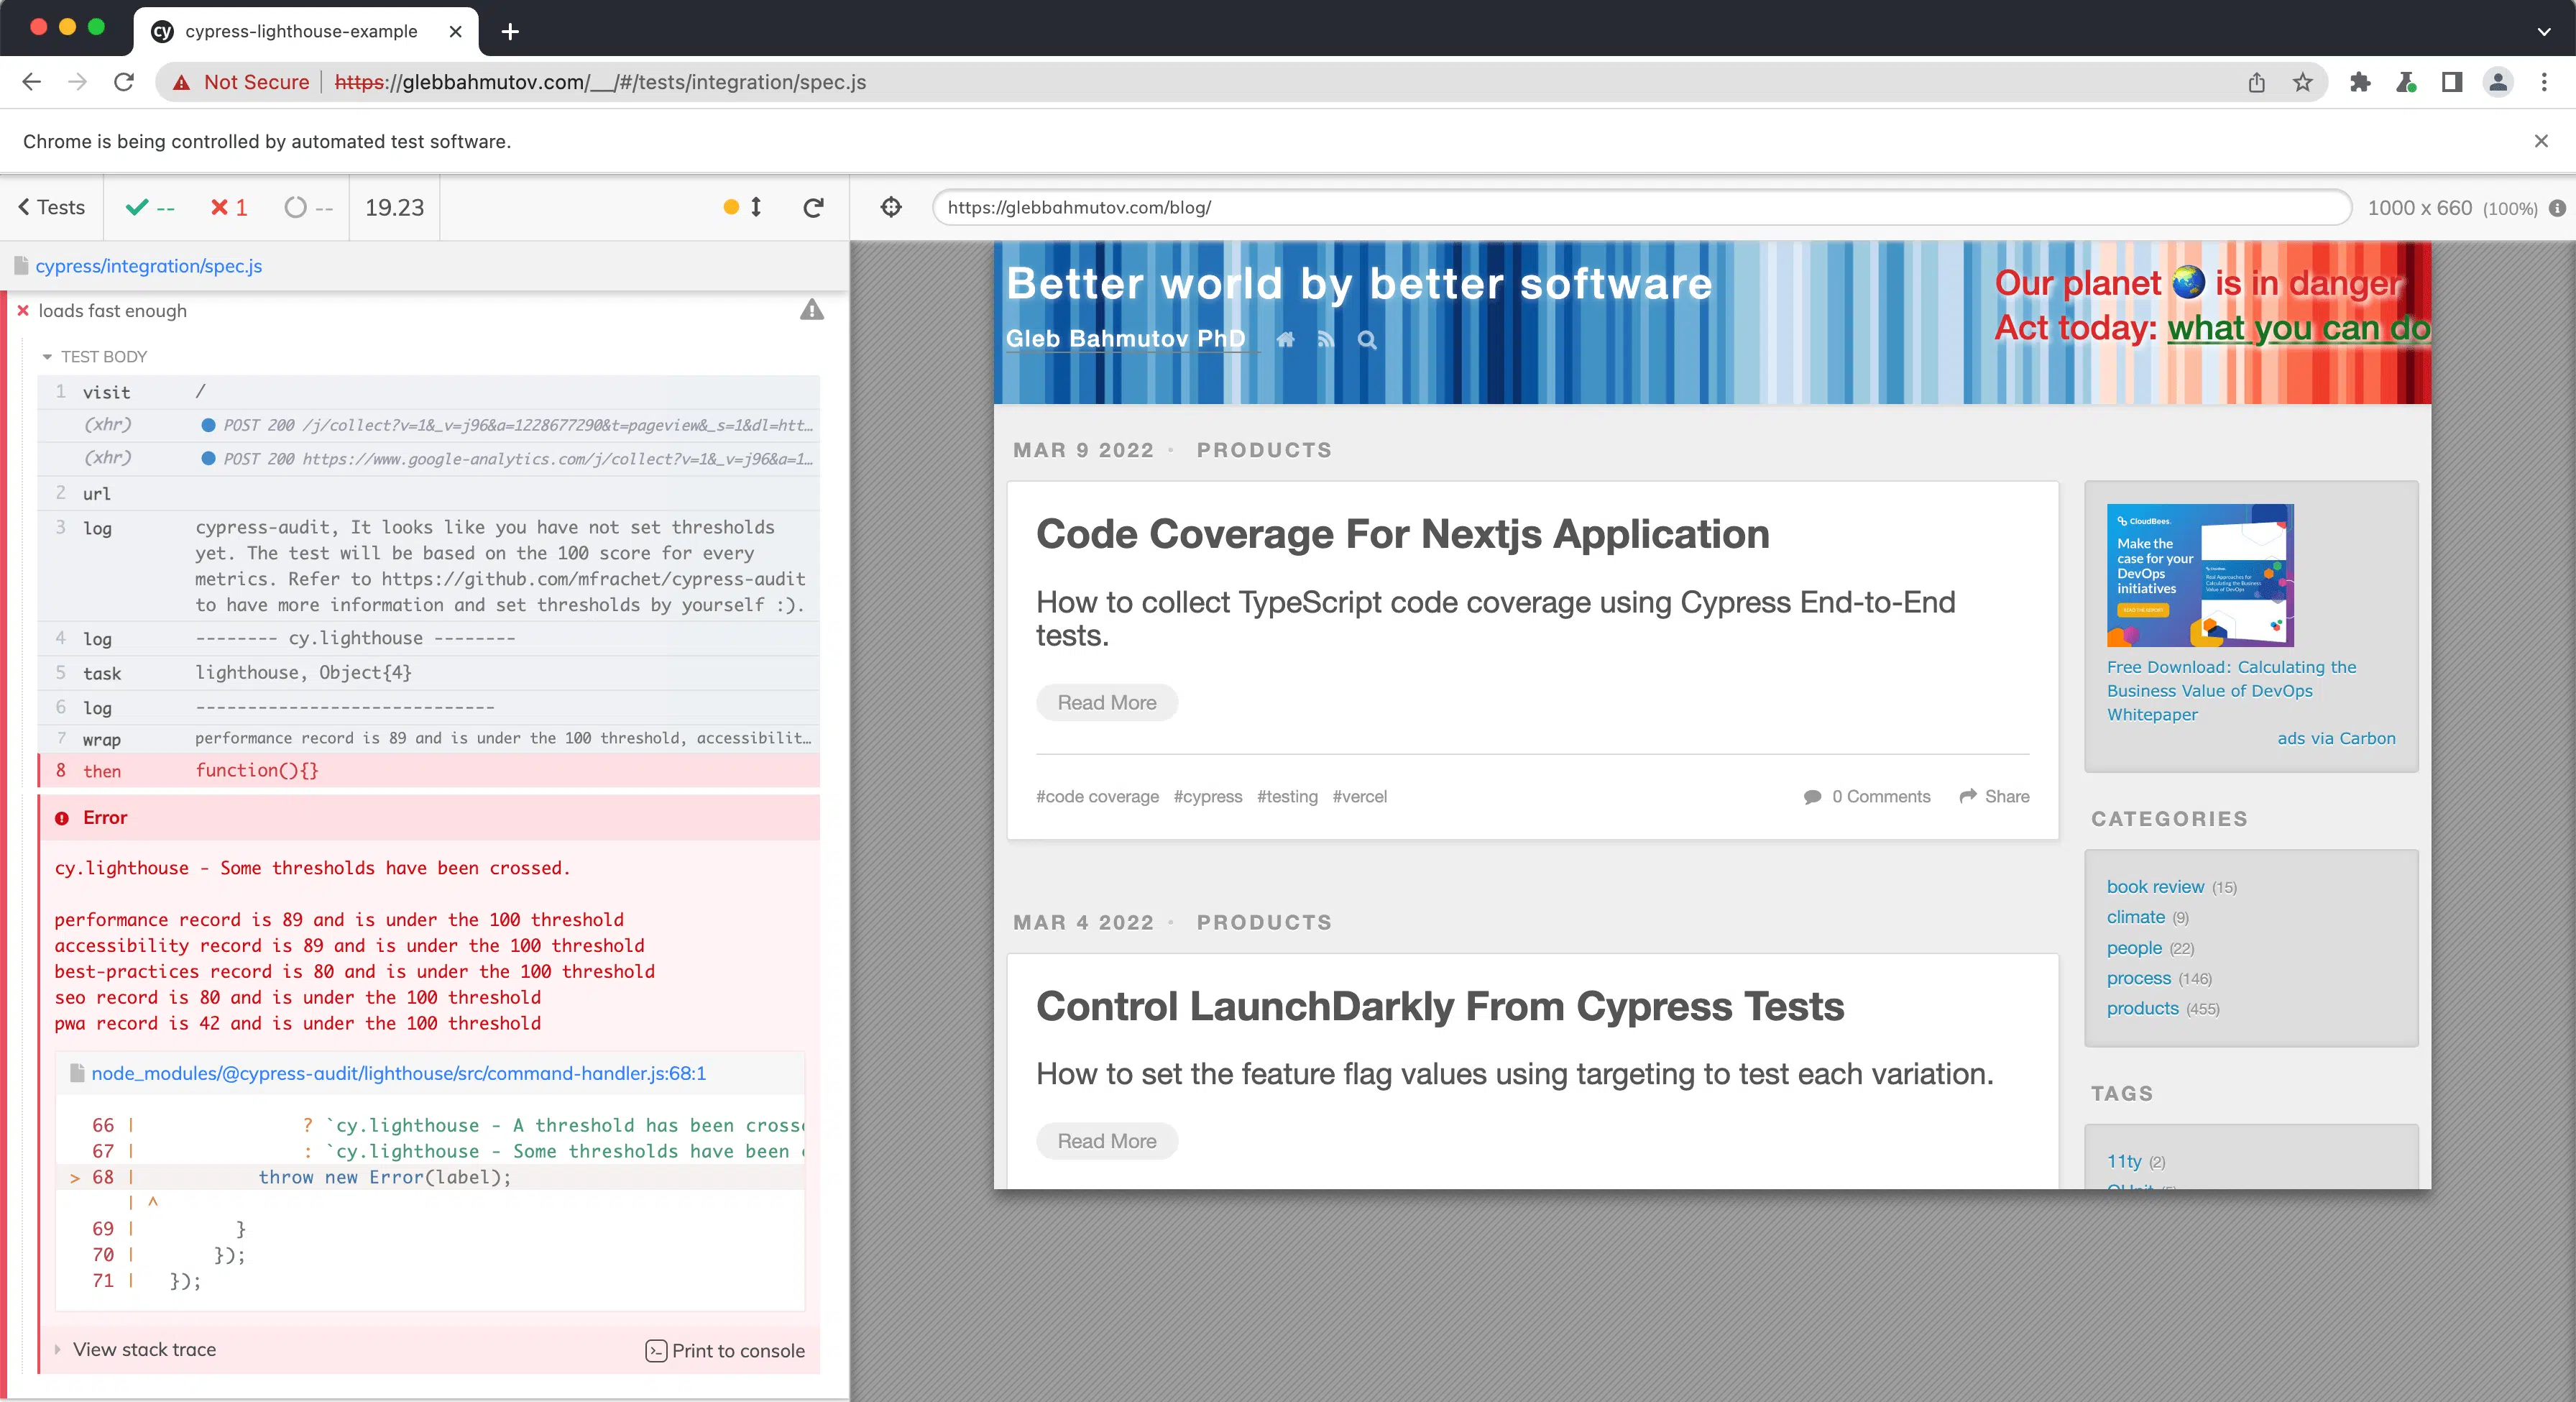 cypress-lighthouse-example
Not Secure https://glebbahmutov.com/__/#/tests/integration/spec.js
Chrome is being controlled by automated test software.
Tests -- 1 -- 19.23
https://glebbahmutov.com/blog/ 1000 x 660 (100%)
cypress/integration/spec.js
loads fast enough
TEST BODY
1 visit /
(xhr) POST 200 /j/collect?v=1&_v=j96&a=1228677290&t=pageview&_s=1&dl=htt…
(xhr) POST 200 https://www.google-analytics.com/j/collect?v=1&_v=j96&a=1…
2 url
3 log cypress-audit, It looks like you have not set thresholds
yet. The test will be based on the 100 score for every
metrics. Refer to https://github.com/mfrachet/cypress-audit
to have more information and set thresholds by yourself :).
4 log -------- cy.lighthouse --------
5 task lighthouse, Object{4}
6 log -----------------------------
7 wrap performance record is 89 and is under the 100 threshold, accessibilit…
8 then function(){}
Error
cy.lighthouse - Some thresholds have been crossed.
performance record is 89 and is under the 100 threshold
accessibility record is 89 and is under the 100 threshold
best-practices record is 80 and is under the 100 threshold
seo record is 80 and is under the 100 threshold
pwa record is 42 and is under the 100 threshold
node_modules/@cypress-audit/lighthouse/src/command-handler.js:68:1
66 | ? `cy.lighthouse - A threshold has been cross
67 | : `cy.lighthouse - Some thresholds have been
> 68 | throw new Error(label);
| ^
69 | }
70 | });
71 | });
View stack trace
Print to console
Better world by better software
Gleb Bahmutov PhD
Our planet 🌏 is in danger
Act today: what you can do
MAR 9 2022 • PRODUCTS
Code Coverage For Nextjs Application
How to collect TypeScript code coverage using Cypress End-to-End
tests.
Read More
#code coverage #cypress #testing #vercel
0 Comments Share
MAR 4 2022 • PRODUCTS
Control LaunchDarkly From Cypress Tests
How to set the feature flag values using targeting to test each variation.
Read More
CloudBees.
Make the
case for your
DevOps
initiatives
Free Download: Calculating the
Business Value of DevOps
Whitepaper
ads via Carbon
CATEGORIES
book review (15)
climate (9)
people (22)
process (146)
products (455)
TAGS
11ty (2)